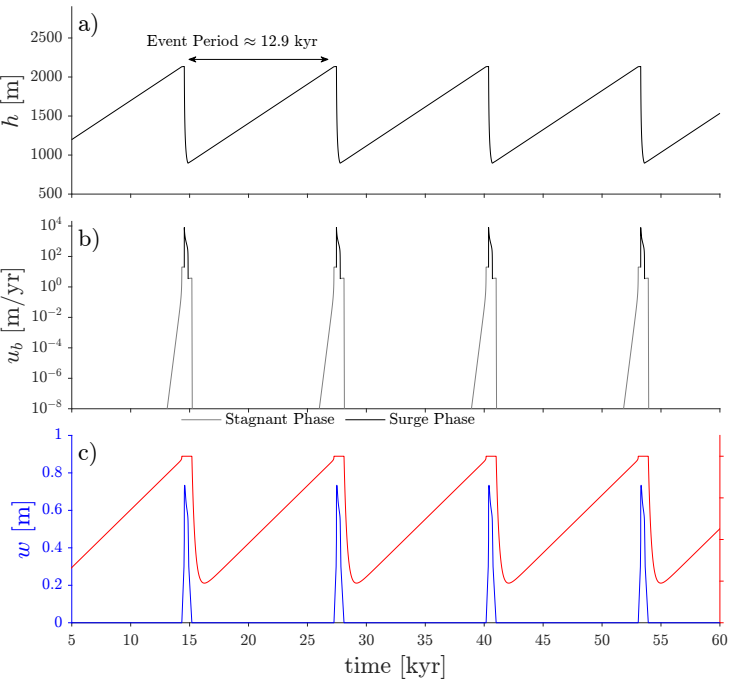 a)
Event Period ≈ 12.9 kyr
2500
2000
1500
1000
500
h [m]
b)
10^4
10^2
10^0
10^-2
10^-4
10^-6
10^-8
u_b [m/yr]
Stagnant Phase
Surge Phase
c)
1
0.8
0.6
0.4
0.2
0
w [m]
5 10 15 20 25 30 35 40 45 50 55 60
time [kyr]